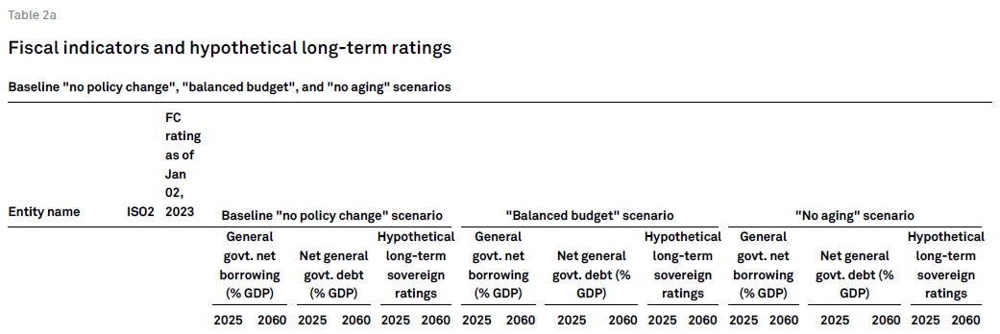 Table 2a
Fiscal indicators and hypothetical long-term ratings
Baseline "no policy change", "balanced budget", and "no aging" scenarios
FC
rating
as of
Jan
02,
Entity name ISO2 2023 Baseline "no policy change" scenario "Balanced budget" scenario "No aging" scenario
General Hypothetical General Hypothetical General Hypothetical
govt. net Net general long-term govt. net Net general long-term govt. net Net general long-term
borrowing govt. debt sovereign borrowing govt. debt (% sovereign borrowing govt. debt (% sovereign
(% GDP) (% GDP) ratings (% GDP) GDP) ratings (% GDP) GDP) ratings
2025 2060 2025 2060 2025 2060 2025 2060 2025 2060 2025 2060 2025 2060 2025 2060 2025 2060